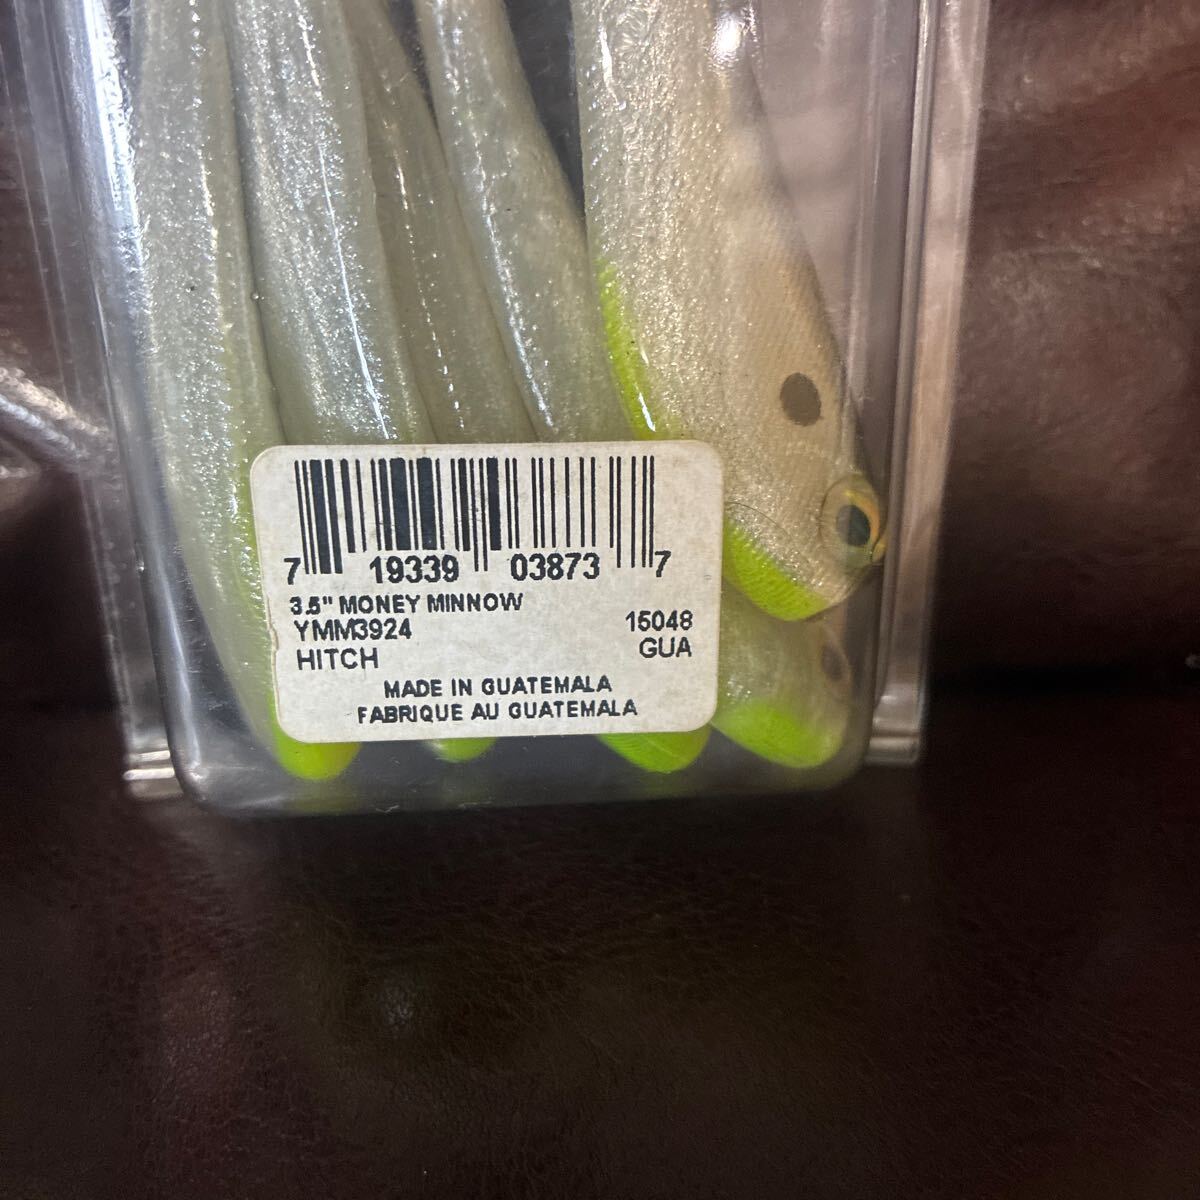 7 19339 03873 7
3.5" MONEY MINNOW
YMM3924 15048
HITCH GUA
MADE IN GUATEMALA
FABRIQUE AU GUATEMALA